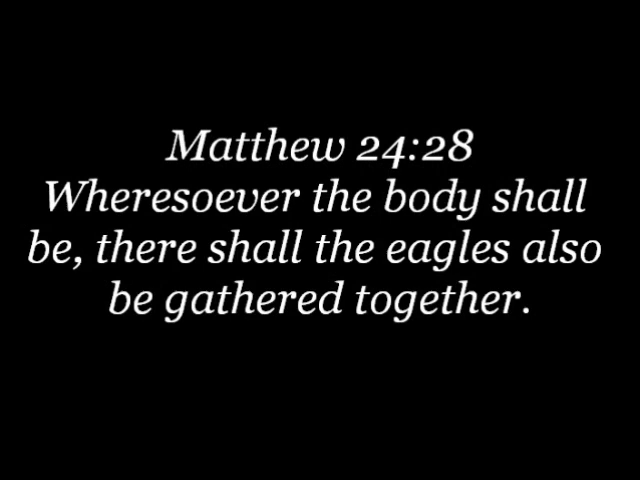 Matthew 24:28
Wheresoever the body shall
be, there shall the eagles also
be gathered together.